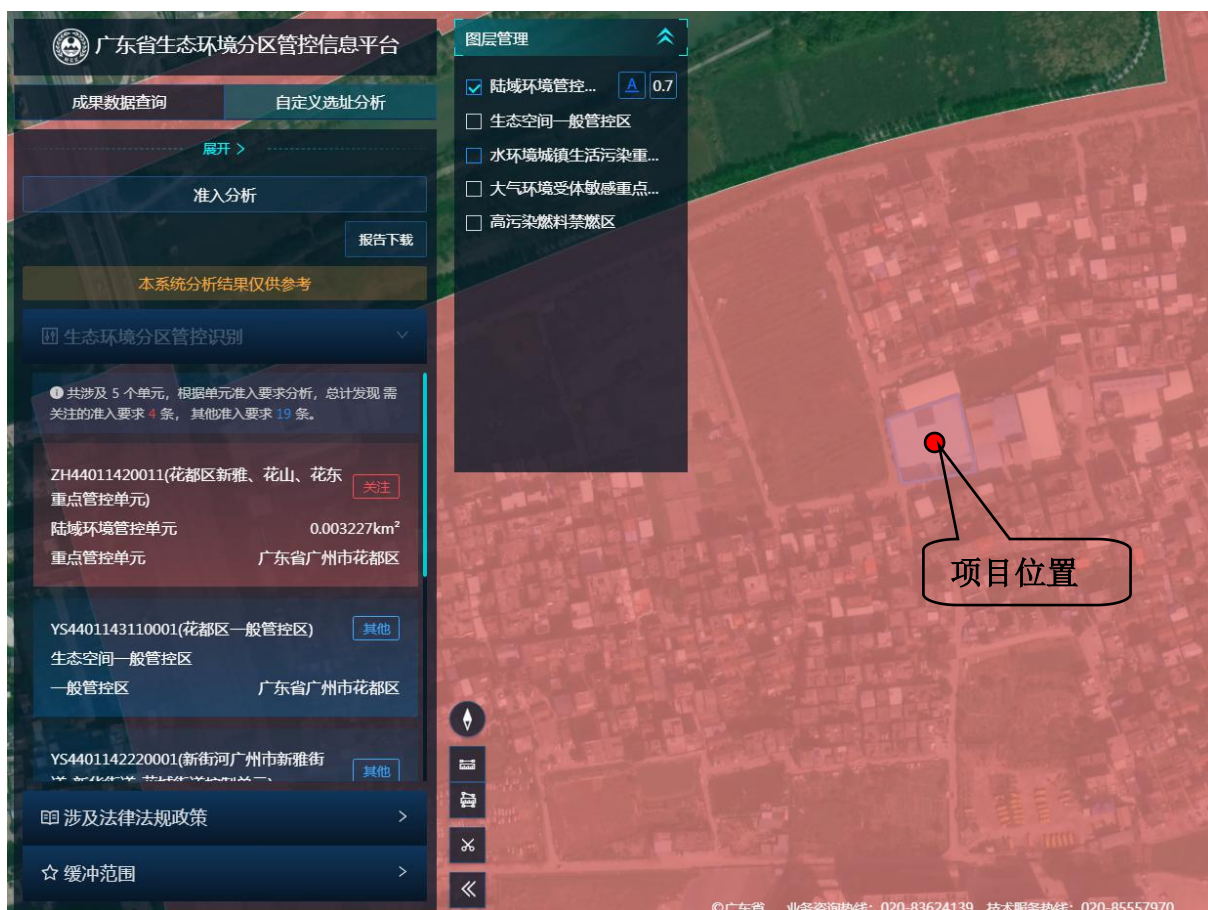 广东省生态环境分区管控信息平台
成果数据查询
自定义选址分析
展开 >
准入分析
报告下载
本系统分析结果仅供参考
生态环境分区管控识别
共涉及 5 个单元，根据单元准入要求分析，总计发现 需
关注的准入要求 4 条， 其他准入要求 19 条。
ZH44011420011(花都区新雅、花山、花东
重点管控单元)
关注
陆域环境管控单元 0.003227km²
重点管控单元 广东省广州市花都区
YS4401143110001(花都区一般管控区)
其他
生态空间一般管控区
一般管控区 广东省广州市花都区
YS4401142220001(新街河广州市新雅街
其他
涉及法律法规政策 >
缓冲范围 >
图层管理
陆域环境管控... A 0.7
生态空间一般管控区
水环境城镇生活污染重...
大气环境受体敏感重点...
高污染燃料禁燃区
项目位置
©广东省 业务咨询热线：020-83624139 技术服务热线：020-85557970